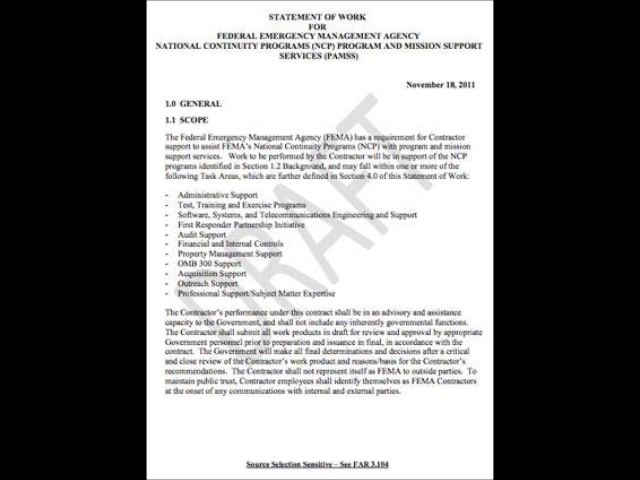 STATEMENT OF WORK
FOR
FEDERAL EMERGENCY MANAGEMENT AGENCY
NATIONAL CONTINUITY PROGRAMS (NCP) PROGRAM AND MISSION SUPPORT
SERVICES (PAMSS)
November 18, 2011
1.0 GENERAL
1.1 SCOPE
The Federal Emergency Management Agency (FEMA) has a requirement for Contractor
support to assist FEMA's National Continuity Programs (NCP) with program and mission
support services. Work to be performed by the Contractor will be in support of the NCP
programs identified in Section 1.2 Background, and may fall within one or more of the
following Task Areas, which are further defined in Section 4.0 of this Statement of Work:
- Administrative Support
- Test, Training and Exercise Programs
- Software, Systems, and Telecommunications Engineering and Support
- First Responder Partnership Initiative
- Audit Support
- Financial and Internal Controls
- Property Management Support
- OMB 300 Support
- Acquisition Support
- Outreach Support
- Professional Support/Subject Matter Expertise
The Contractor's performance under this contract shall be in an advisory and assistance
capacity to the Government, and shall not include any inherently governmental functions.
The Contractor shall submit all work products in draft for review and approval by appropriate
Government personnel prior to preparation and issuance in final, in accordance with the
contract. The Government will make all final determinations and decisions after a critical
and close review of the Contractor's work product and reasons/basis for the Contractor's
recommendations. The Contractor shall not represent itself as FEMA to outside parties. To
maintain public trust, Contractor employees shall identify themselves as FEMA Contractors
at the onset of any communications with internal and external parties.
DRAFT
Source Selection Sensitive – See FAR 3.104